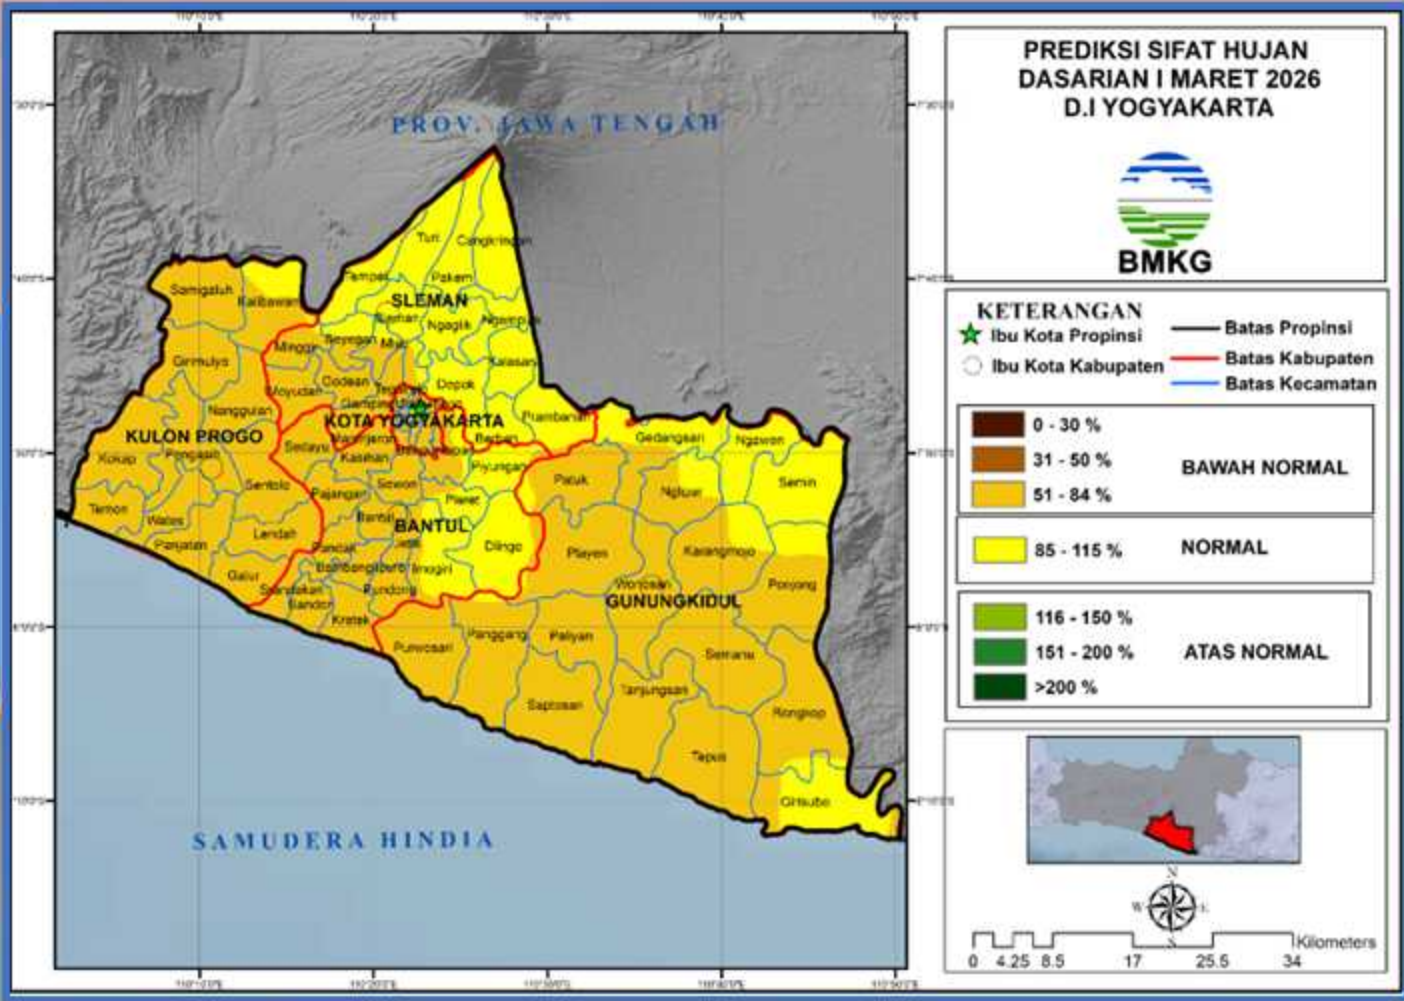 PREDIKSI SIFAT HUJAN
DASARIAN I MARET 2026
D.I YOGYAKARTA
BMKG
KETERANGAN
Ibu Kota Propinsi
Ibu Kota Kabupaten
Batas Propinsi
Batas Kabupaten
Batas Kecamatan
0 - 30 %
31 - 50 %
51 - 84 %
BAWAH NORMAL
85 - 115 %
NORMAL
116 - 150 %
151 - 200 %
>200 %
ATAS NORMAL
N
W
E
S
Kilometers
0 4.25 8.5 17 25.5 34
PROV. JAWA TENGAH
Turi
Cangkringan
Tempel
Pakem
SLEMAN
Samigaluh
Kalibawang
Sleman
Ngaglik
Ngemplak
Seyegan
Mlati
Minggir
Girimulyo
Kalasan
Moyudan
Godean
Depok
Gamping
Nanggulan
KOTA YOGYAKARTA
Prambanan
KULON PROGO
Berbah
Gedangsari
Ngawen
Sedayu
Kokap
Pengasih
Kasihan
Piyungan
Sentolo
Sewon
Patuk
Nglipar
Semin
Pajangan
Pleret
Temon
Wates
Bantul
BANTUL
Lendah
Panjatan
Pandak
Dlingo
Playen
Karangmojo
Galur
Bambanglipuro
Imogiri
Srandakan
Pundong
Wonosari
Ponjong
Sanden
GUNUNGKIDUL
Kretek
Purwosari
Panggang
Paliyan
Semanu
Saptosari
Tanjungsari
Rongkop
Tepus
Girisubo
SAMUDERA HINDIA